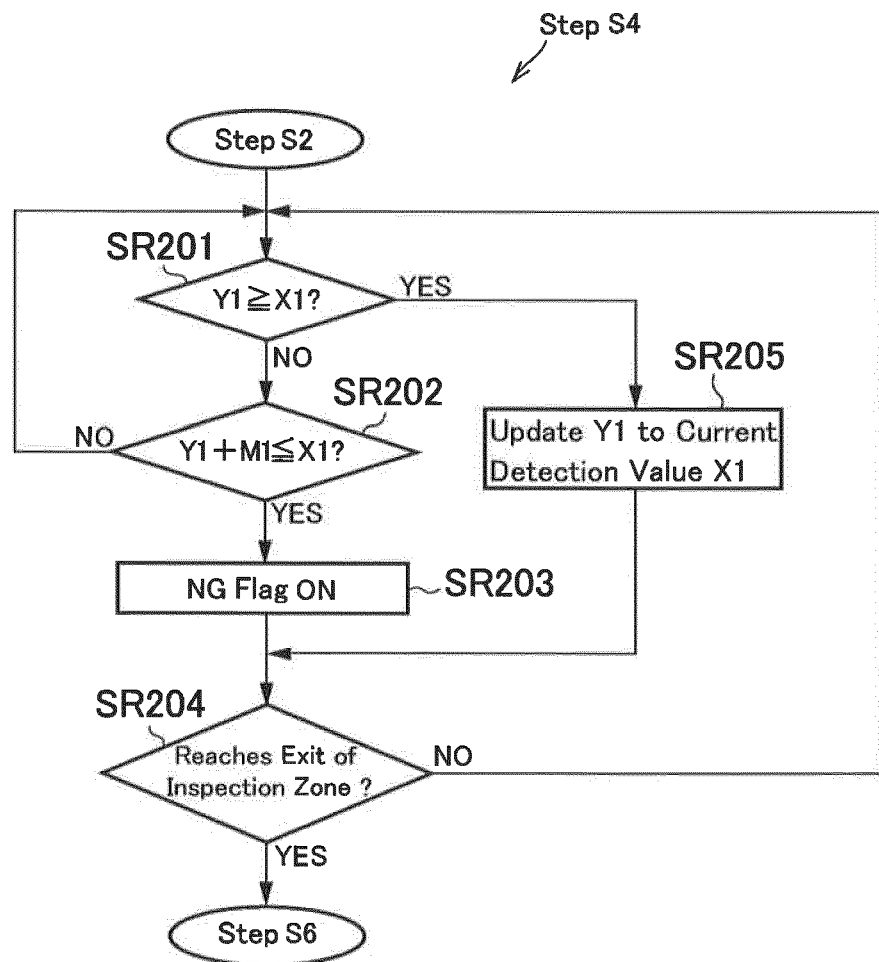 Step S4
Step S2
SR201
Y1≧X1?
YES
NO
SR205
SR202
Update Y1 to Current
Detection Value X1
NO
Y1+M1≦X1?
YES
NG Flag ON
SR203
SR204
Reaches Exit of
Inspection Zone ?
NO
YES
Step S6